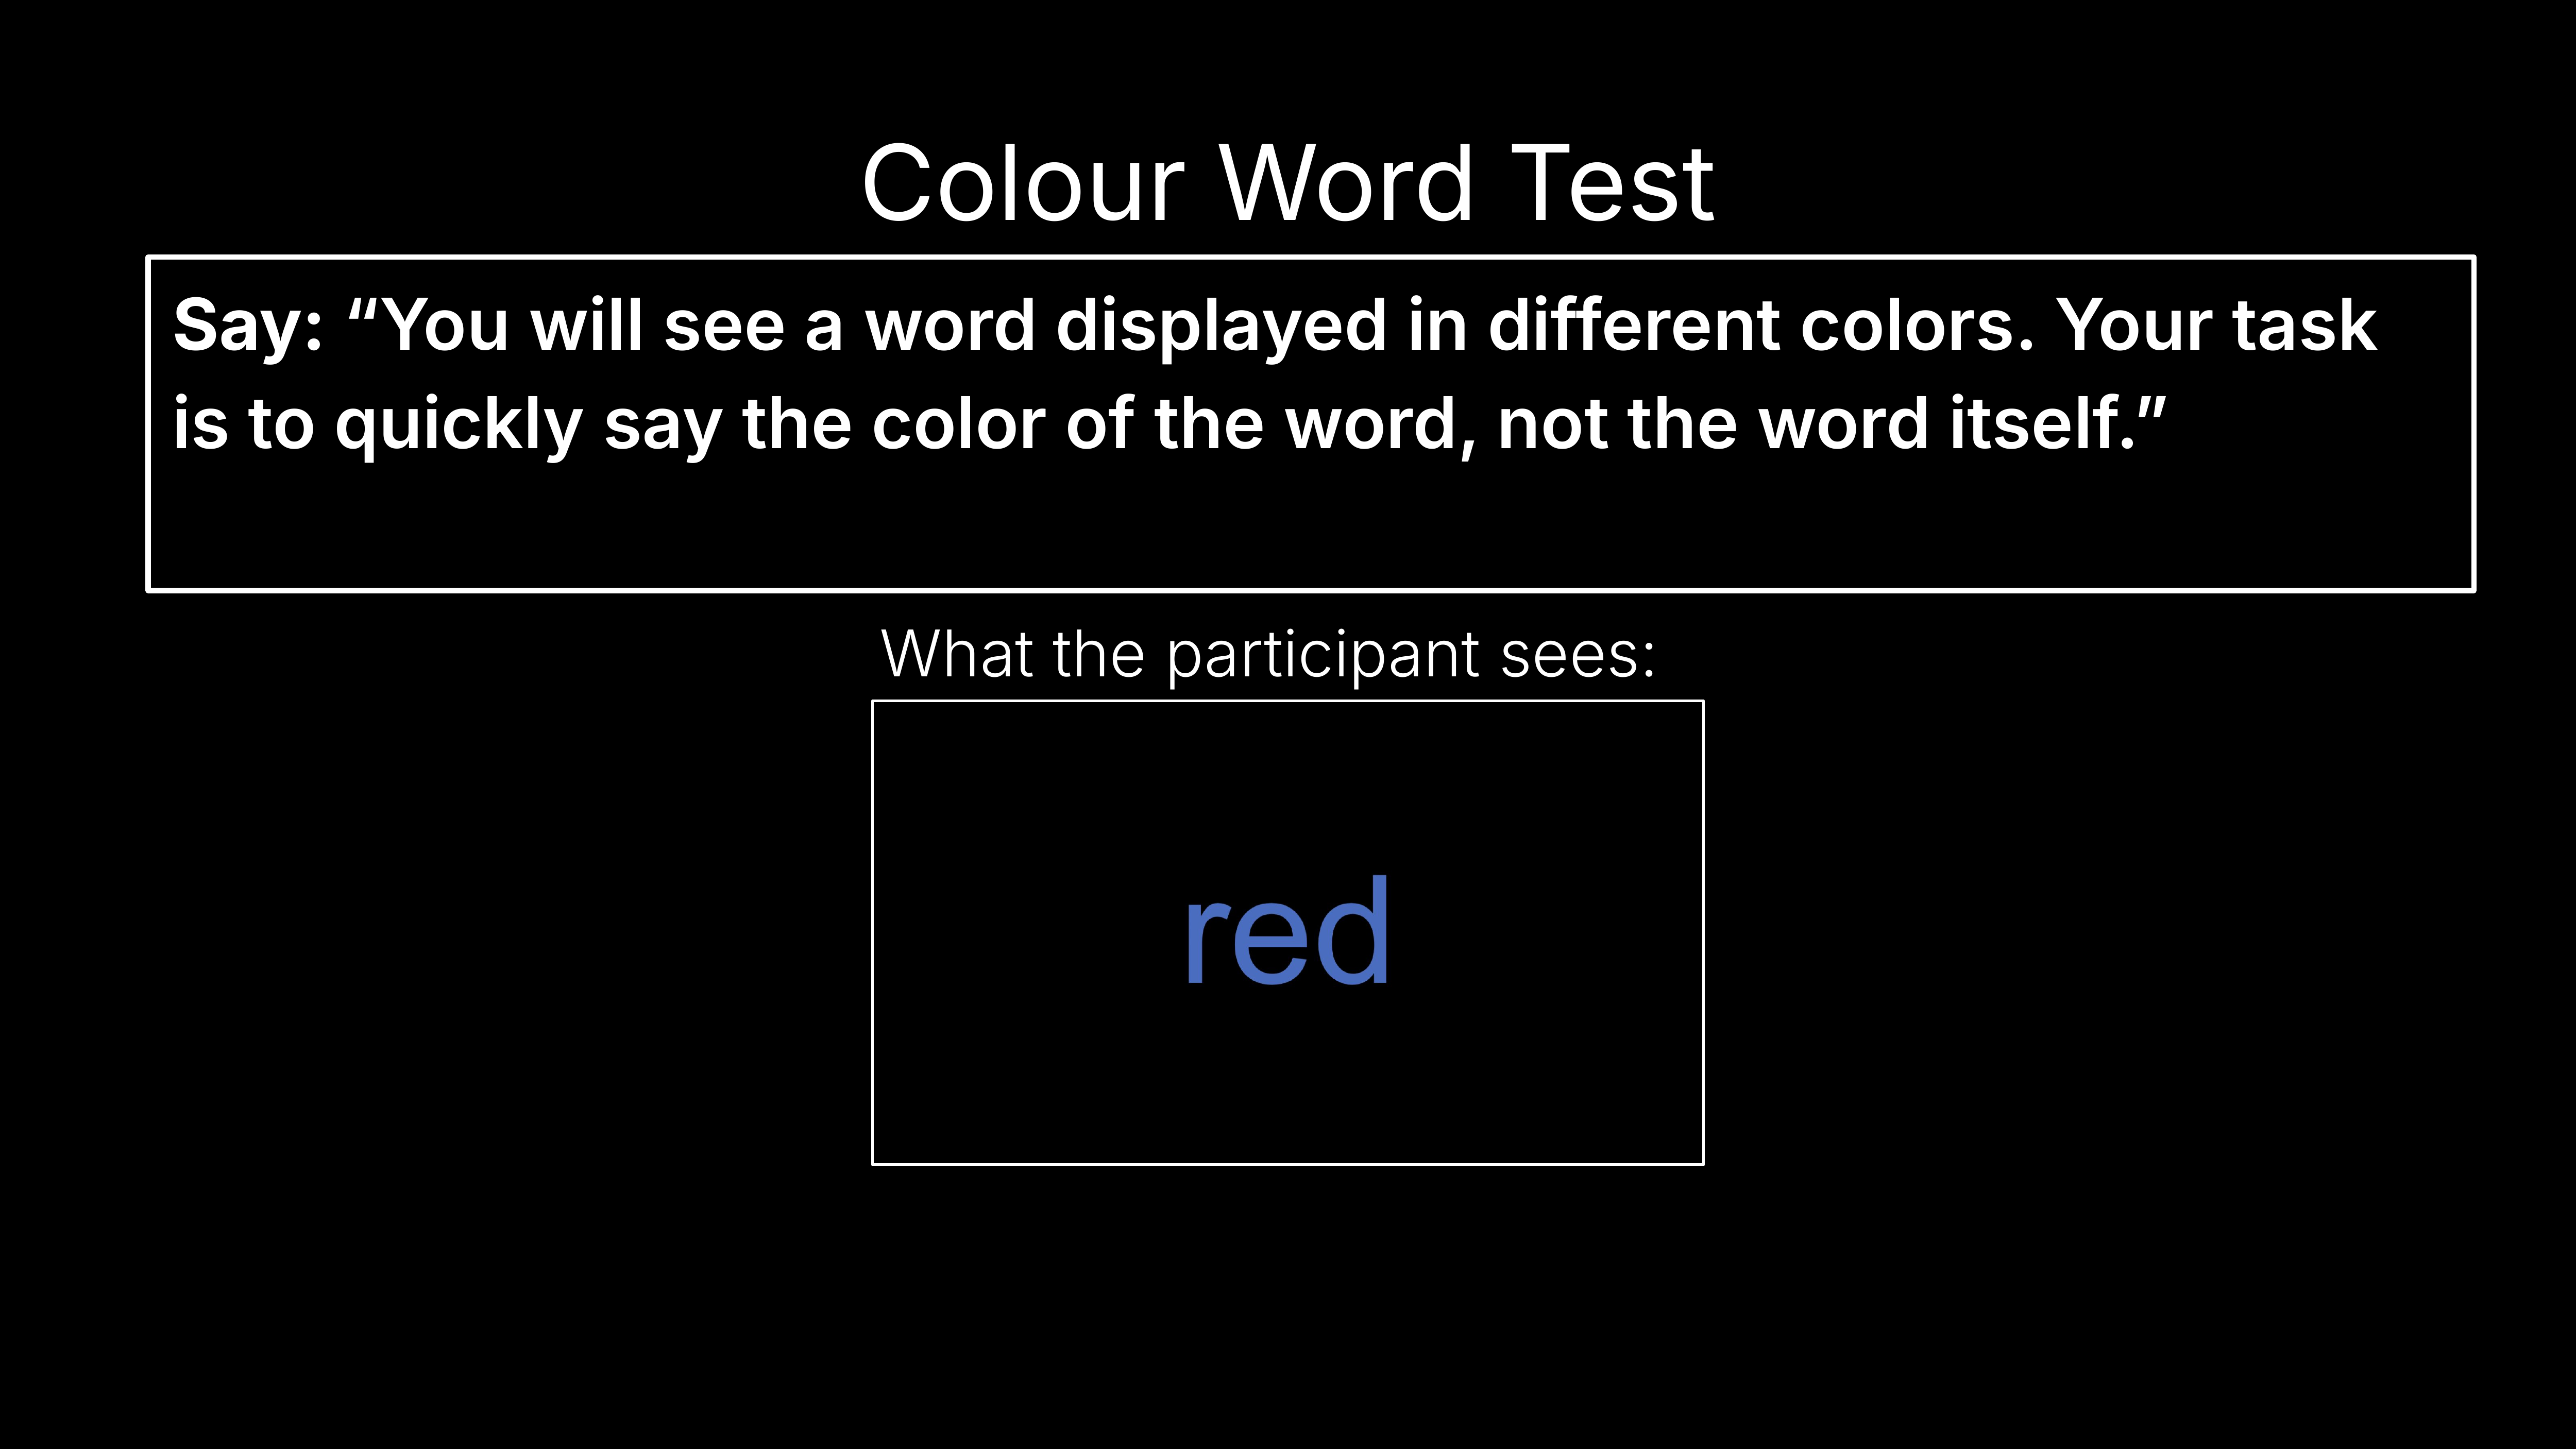 Colour Word Test
Say: “You will see a word displayed in different colors. Your task
is to quickly say the color of the word, not the word itself.”
What the participant sees:
red